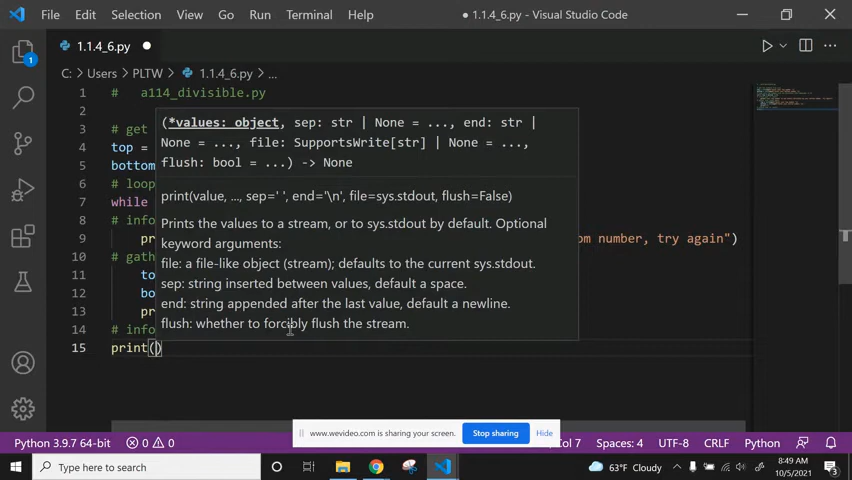 File Edit Selection View Go Run Terminal Help
● 1.1.4_6.py - Visual Studio Code
1.1.4_6.py ●
C: > Users > PLTW > 1.1.4_6.py > ...
1 # a114_divisible.py
2
3 # get
4 top =
5 bottom
6 # loop
7 while
8 # info
9 pr
om number, try again")
10 # gath
11 to
12 bo
13 pr
14 # info
15 print()
(*values: object, sep: str | None = ..., end: str |
None = ..., file: SupportsWrite[str] | None = ...,
flush: bool = ...) -> None
print(value, ..., sep=' ', end='\n', file=sys.stdout, flush=False)
Prints the values to a stream, or to sys.stdout by default. Optional
keyword arguments:
file: a file-like object (stream); defaults to the current sys.stdout.
sep: string inserted between values, default a space.
end: string appended after the last value, default a newline.
flush: whether to forcibly flush the stream.
1
www.wevideo.com is sharing your screen. Stop sharing Hide
Python 3.9.7 64-bit 0 0 Col 7 Spaces: 4 UTF-8 CRLF Python
Type here to search
63°F Cloudy
8:49 AM
10/5/2021
3